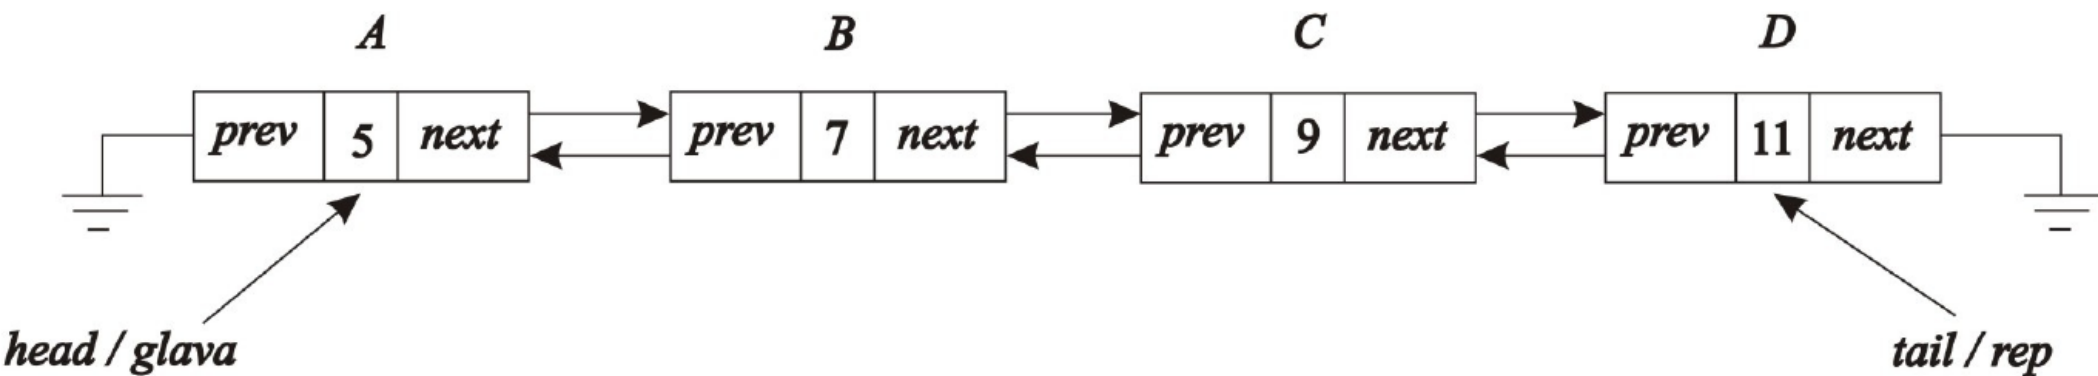 A B C D
prev 5 next prev 7 next prev 9 next prev 11 next
head / glava tail / rep